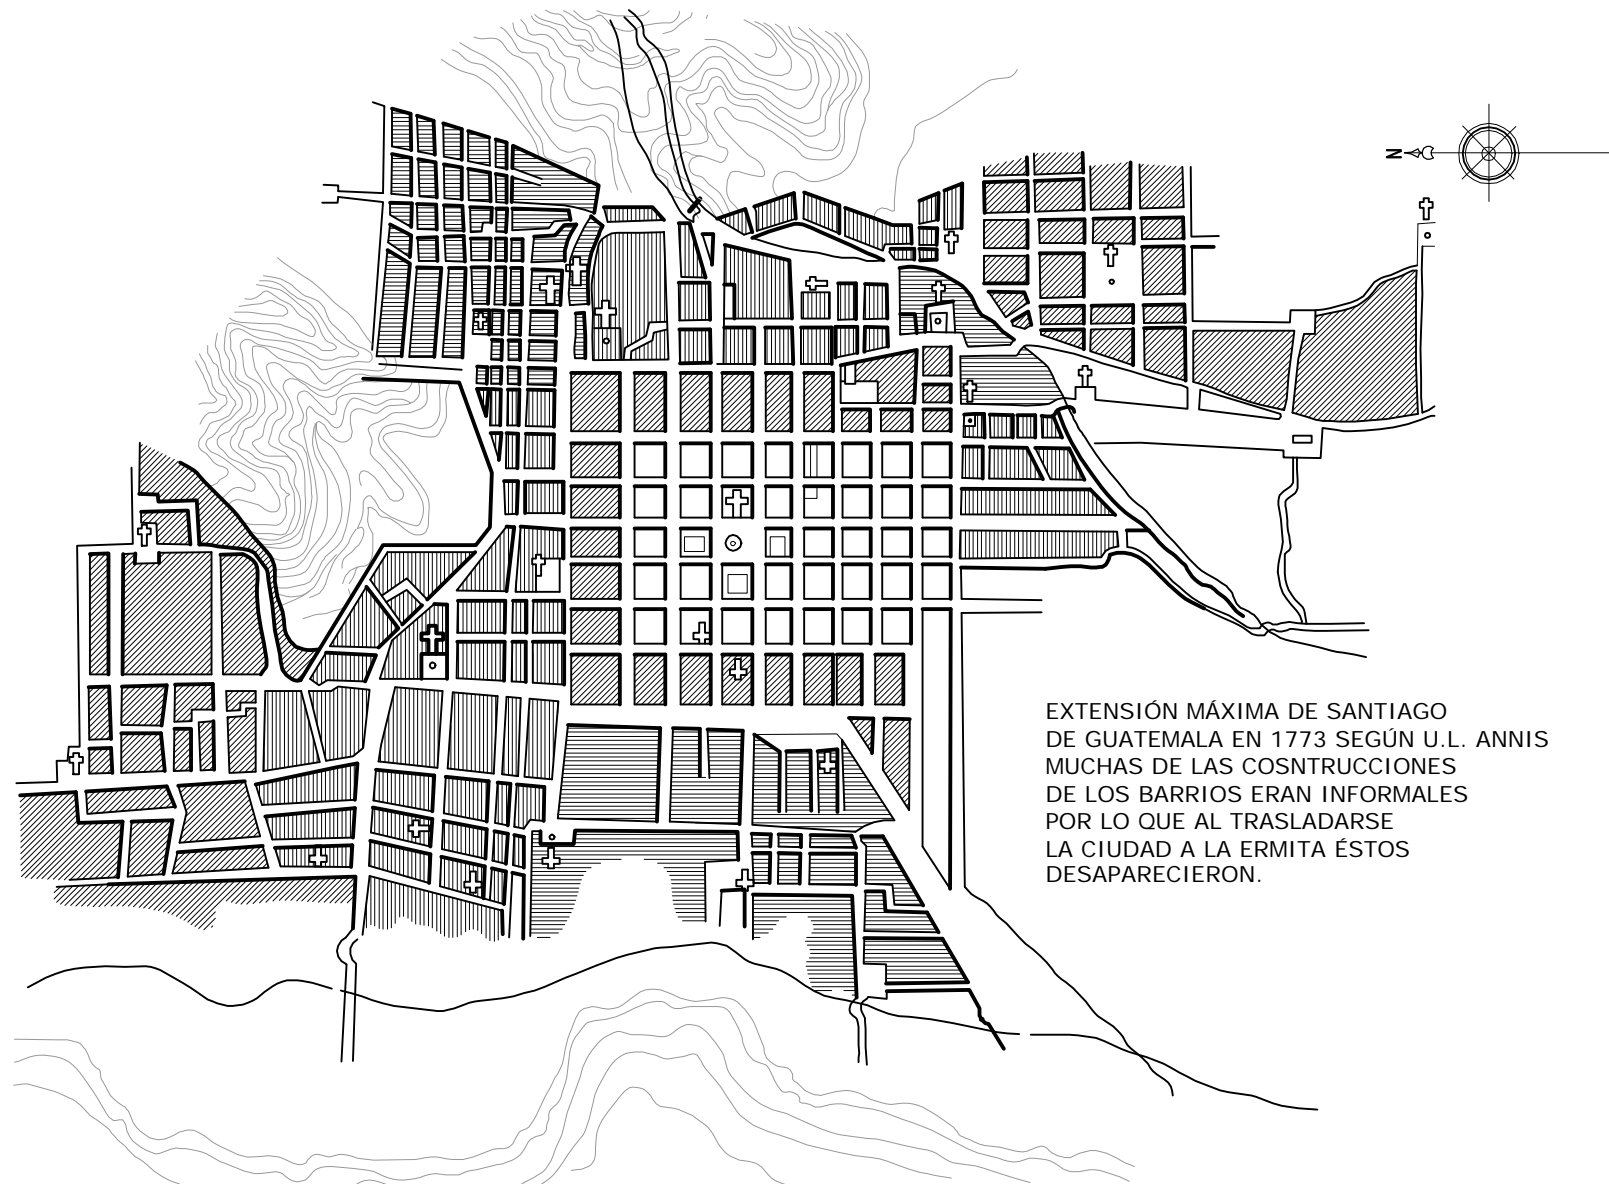 N
EXTENSIÓN MÁXIMA DE SANTIAGO
DE GUATEMALA EN 1773 SEGÚN U.L. ANNIS
MUCHAS DE LAS COSNTRUCCIONES
DE LOS BARRIOS ERAN INFORMALES
POR LO QUE AL TRASLADARSE
LA CIUDAD A LA ERMITA ÉSTOS
DESAPARECIERON.